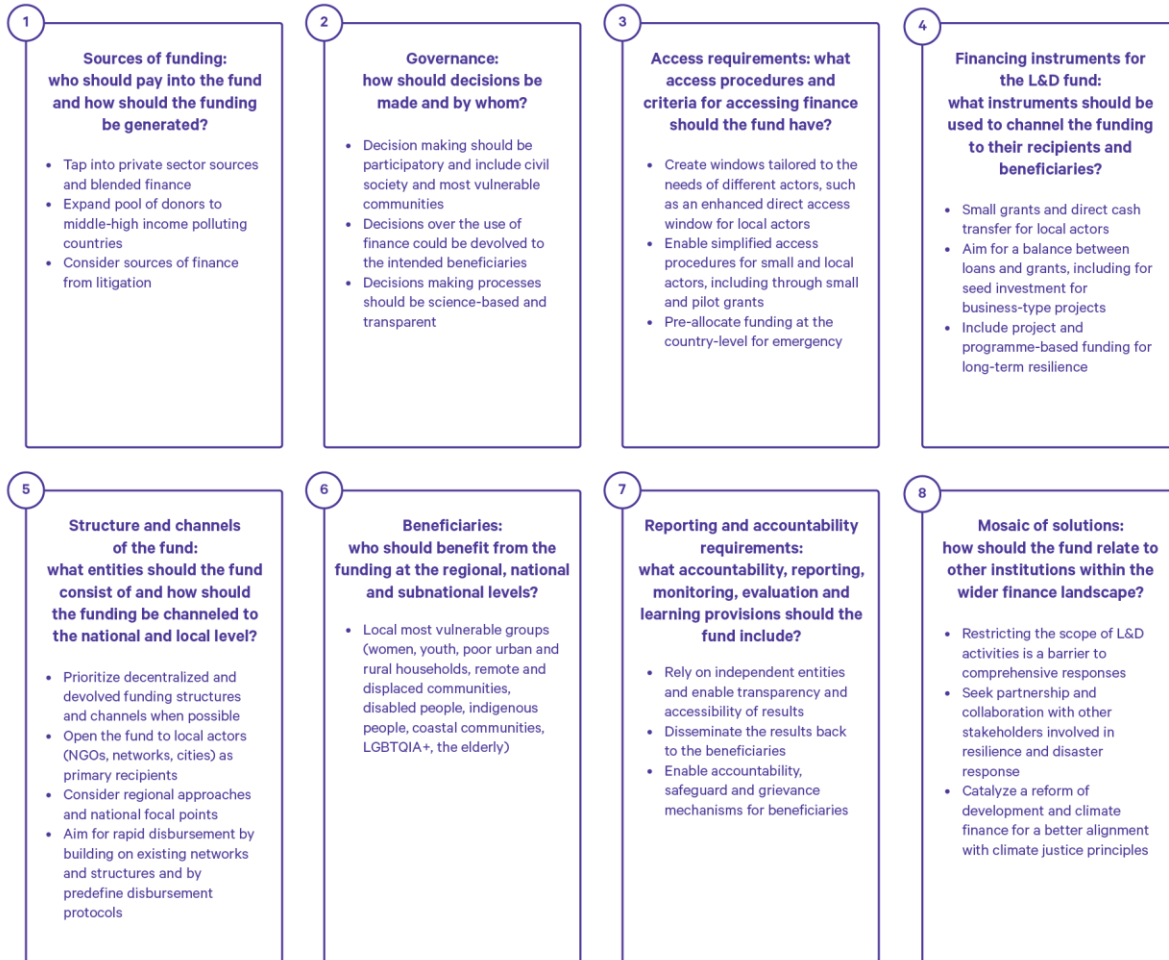 1
Sources of funding:
who should pay into the fund
and how should the funding
be generated?
• Tap into private sector sources
and blended finance
• Expand pool of donors to
middle-high income polluting
countries
• Consider sources of finance
from litigation
2
Governance:
how should decisions be
made and by whom?
• Decision making should be
participatory and include civil
society and most vulnerable
communities
• Decisions over the use of
finance could be devolved to
the intended beneficiaries
• Decisions making processes
should be science-based and
transparent
3
Access requirements: what
access procedures and
criteria for accessing finance
should the fund have?
• Create windows tailored to the
needs of different actors, such
as an enhanced direct access
window for local actors
• Enable simplified access
procedures for small and local
actors, including through small
and pilot grants
• Pre-allocate funding at the
country-level for emergency
4
Financing instruments for
the L&D fund:
what instruments should be
used to channel the funding
to their recipients and
beneficiaries?
• Small grants and direct cash
transfer for local actors
• Aim for a balance between
loans and grants, including for
seed investment for
business-type projects
• Include project and
programme-based funding for
long-term resilience
5
Structure and channels
of the fund:
what entities should the fund
consist of and how should
the funding be channeled to
the national and local level?
• Prioritize decentralized and
devolved funding structures
and channels when possible
• Open the fund to local actors
(NGOs, networks, cities) as
primary recipients
• Consider regional approaches
and national focal points
• Aim for rapid disbursement by
building on existing networks
and structures and by
predefine disbursement
protocols
6
Beneficiaries:
who should benefit from the
funding at the regional, national
and subnational levels?
• Local most vulnerable groups
(women, youth, poor urban and
rural households, remote and
displaced communities,
disabled people, indigenous
people, coastal communities,
LGBTQIA+, the elderly)
7
Reporting and accountability
requirements:
what accountability, reporting,
monitoring, evaluation and
learning provisions should the
fund include?
• Rely on independent entities
and enable transparency and
accessibility of results
• Disseminate the results back
to the beneficiaries
• Enable accountability,
safeguard and grievance
mechanisms for beneficiaries
8
Mosaic of solutions:
how should the fund relate to
other institutions within the
wider finance landscape?
• Restricting the scope of L&D
activities is a barrier to
comprehensive responses
• Seek partnership and
collaboration with other
stakeholders involved in
resilience and disaster
response
• Catalyze a reform of
development and climate
finance for a better alignment
with climate justice principles